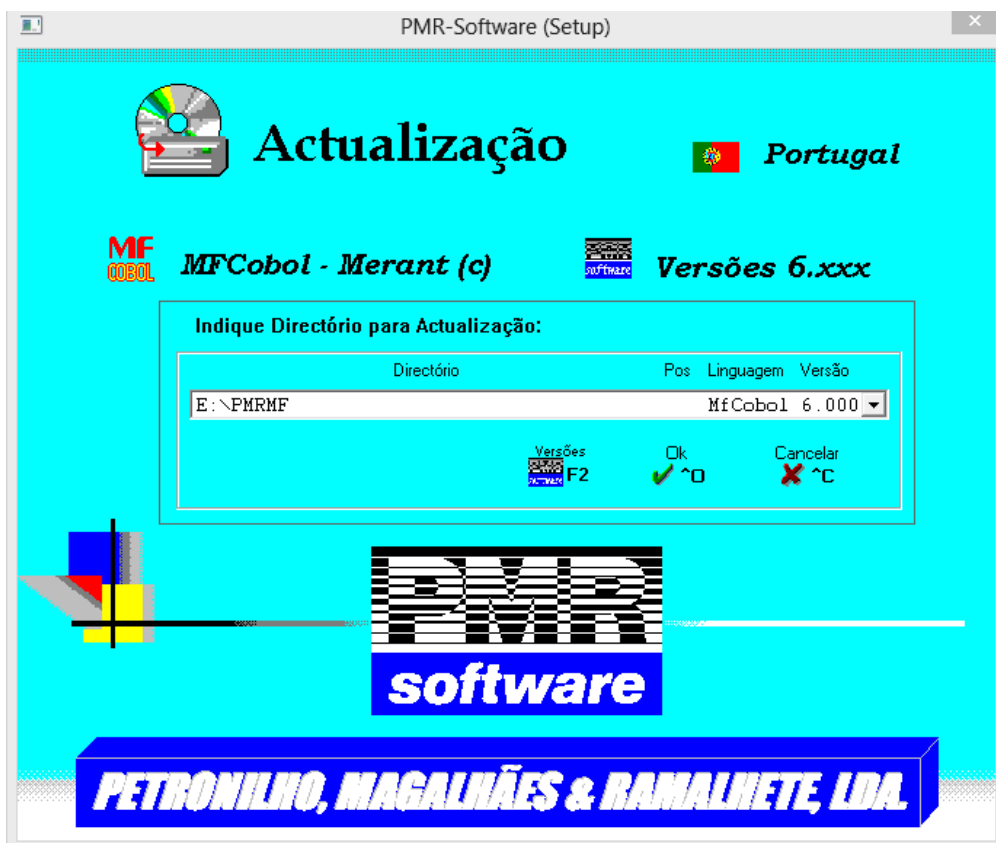 PMR-Software (Setup)
Actualização
Portugal
MF
COBOL
MFCobol - Merant (c)
software
Versões 6.xxx
Indique Directório para Actualização:
Directório Pos Linguagem Versão
E:\PMRMF MfCobol 6.000
Versões Ok Cancelar
software F2 ^O ^C
PMR
software
PETRONILHO, MAGALHÃES & RAMALHETE, LDA.